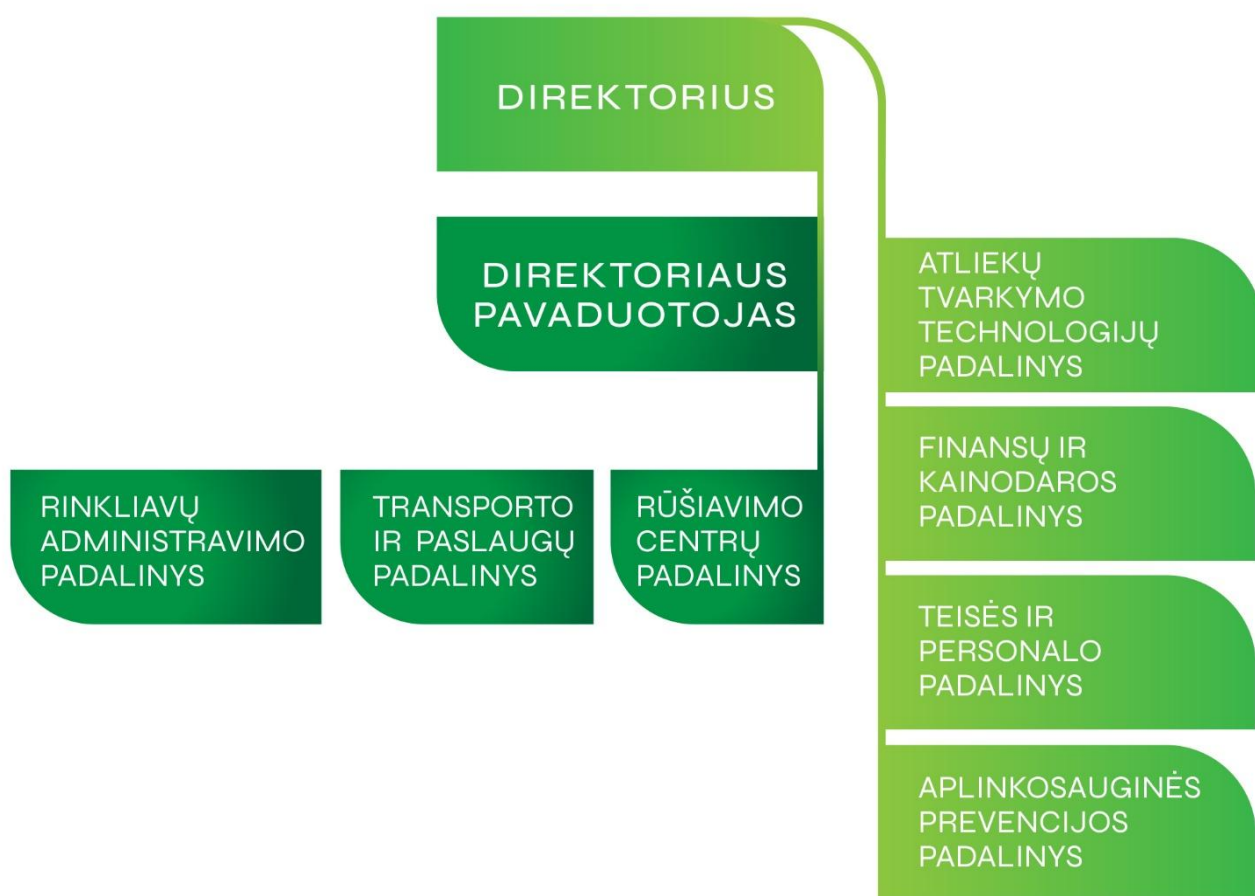 DIREKTORIUS
DIREKTORIAUS
PAVADUOTOJAS
RINKLIAVŲ
ADMINISTRAVIMO
PADALINYS
TRANSPORTO
IR PASLAUGŲ
PADALINYS
RŪŠIAVIMO
CENTRŲ
PADALINYS
ATLIEKŲ
TVARKYMO
TECHNOLOGIJŲ
PADALINYS
FINANSŲ IR
KAINODAROS
PADALINYS
TEISĖS IR
PERSONALO
PADALINYS
APLINKOSAUGINĖS
PREVENCIJOS
PADALINYS